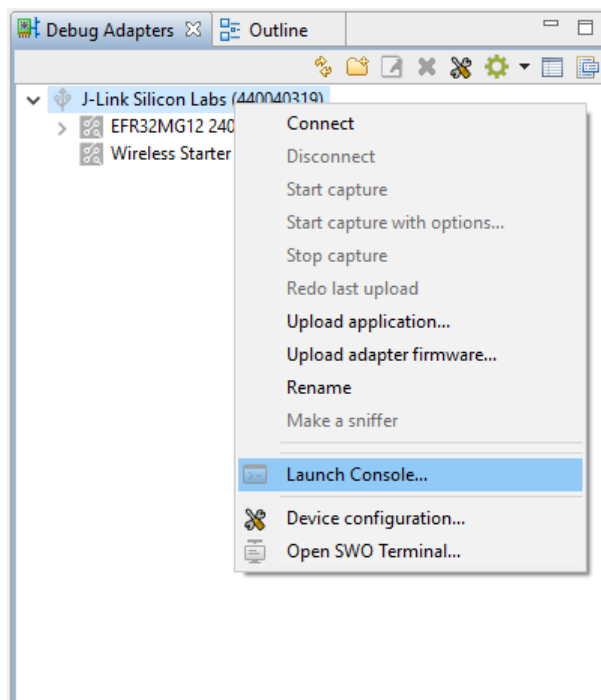 Debug Adapters
Outline
J-Link Silicon Labs (440040319)
EFR32MG12 240
Wireless Starter
Connect
Disconnect
Start capture
Start capture with options...
Stop capture
Redo last upload
Upload application...
Upload adapter firmware...
Rename
Make a sniffer
Launch Console...
Device configuration...
Open SWO Terminal...